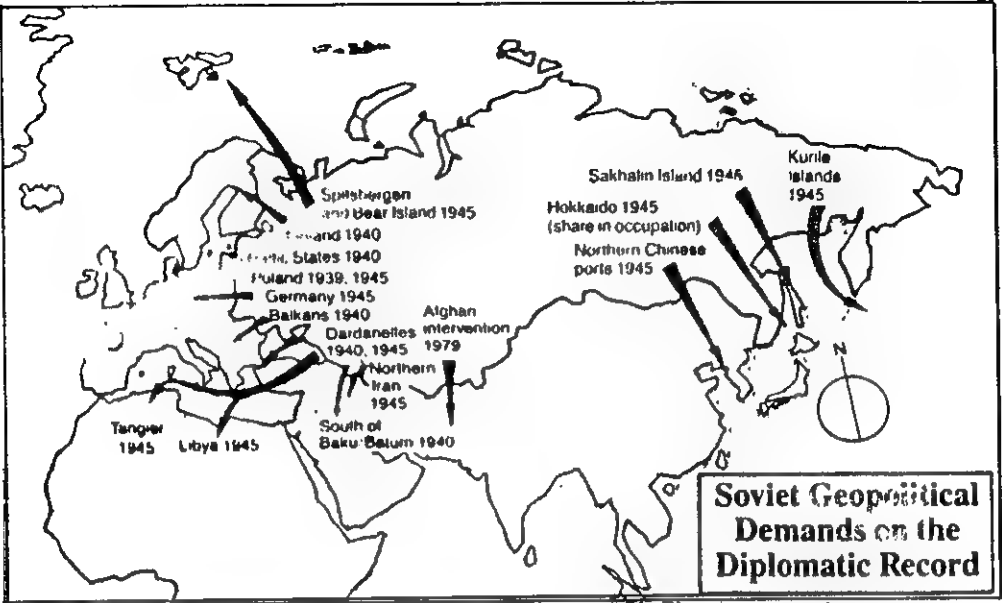 Spitsbergen
and Bear Island 1945
Finland 1940
States 1940
Poland 1939, 1945
Germany 1945
Balkans 1940
Dardanelles
1940, 1945
Afghan
intervention
1979
Northern
Iran
1945
South of
Baku-Batum 1940
Tangier
1945
Libya 1945
Sakhalin Island 1945
Kurile
Islands
1945
Hokkaido 1945
(share in occupation)
Northern Chinese
ports 1945
N
Soviet Geopolitical
Demands on the
Diplomatic Record